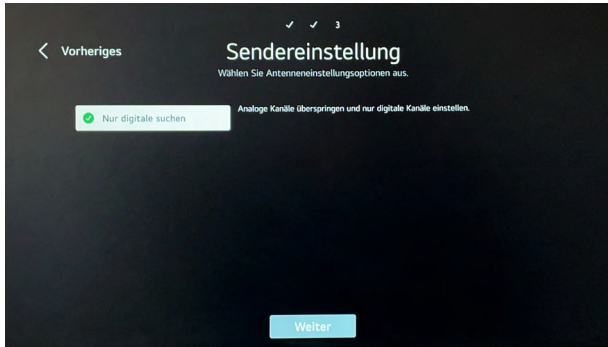 3
Vorheriges
Sendereinstellung
Wählen Sie Antenneneinstellungsoptionen aus.
Nur digitale suchen
Analoge Kanäle überspringen und nur digitale Kanäle einstellen.
Weiter